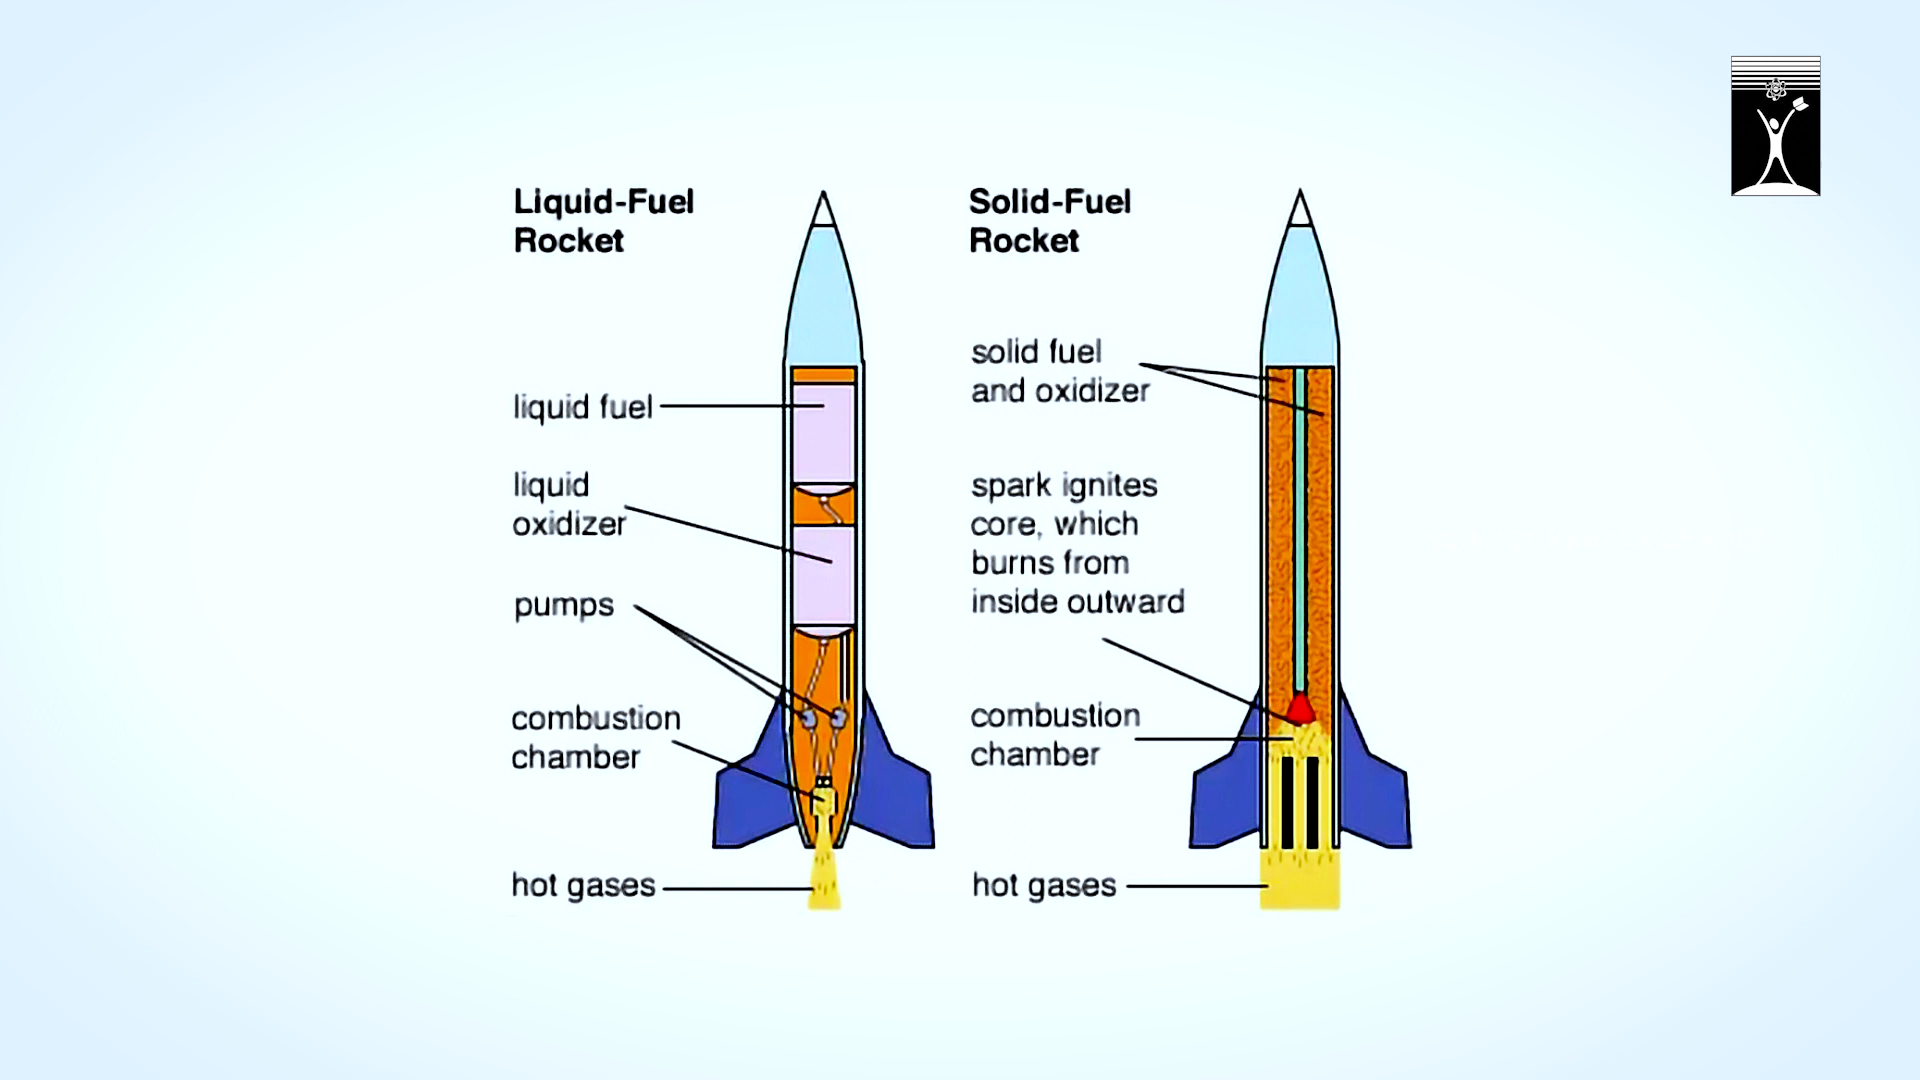 Liquid-Fuel
Rocket
liquid fuel
liquid
oxidizer
pumps
combustion
chamber
hot gases
Solid-Fuel
Rocket
solid fuel
and oxidizer
spark ignites
core, which
burns from
inside outward
combustion
chamber
hot gases